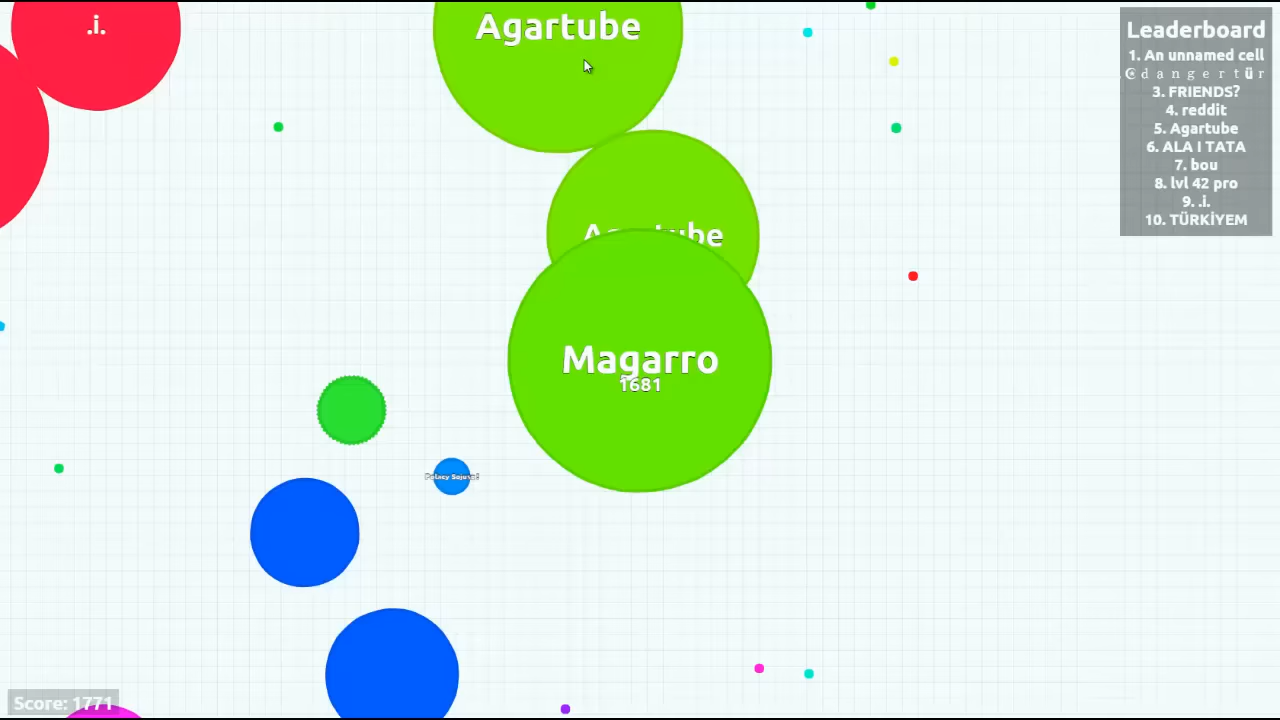 .i.
Agartube
Agartube
Magarro
1681
Score: 1771
Leaderboard
1. An unnamed cell
d a n g e r t ü r
3. FRIENDS?
4. reddit
5. Agartube
6. ALA I TATA
7. bou
8. lvl 42 pro
9. .i.
10. TÜRKİYEM